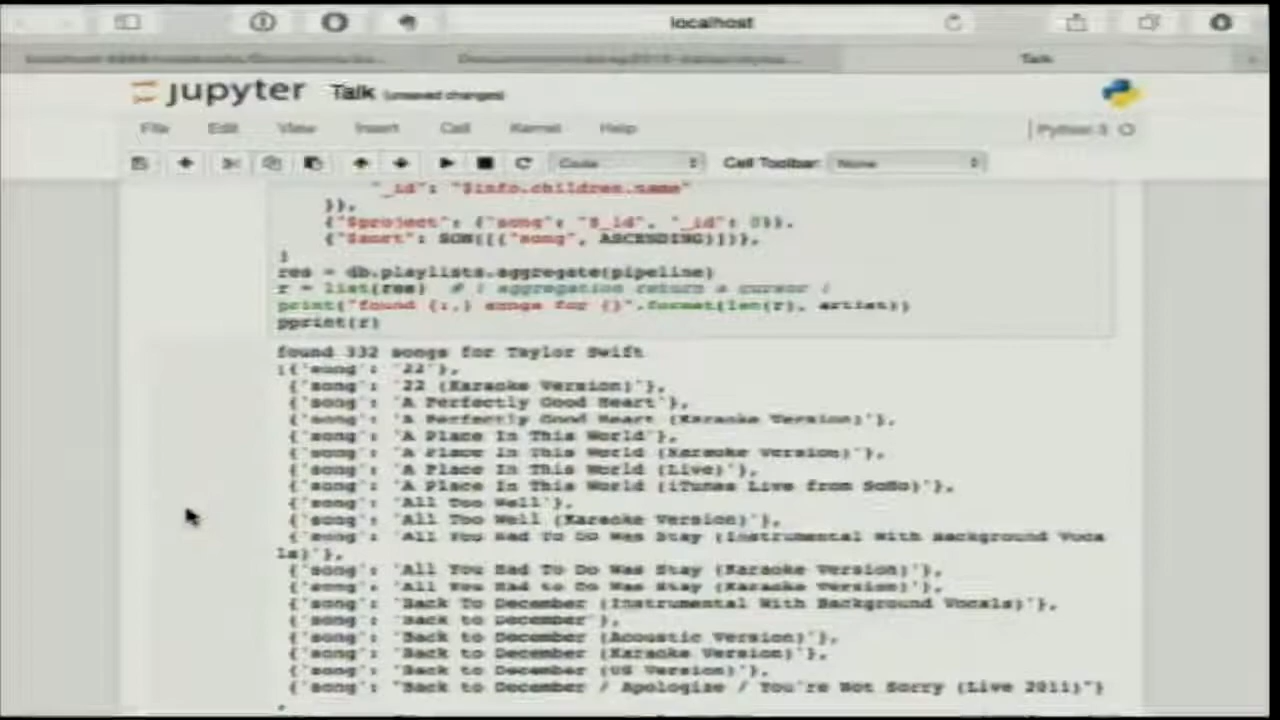 localhost
Talk
jupyter Talk (unsaved changes)
File Edit View Insert Cell Kernel Help
Python 3
Code Cell Toolbar: None
"_id": "$info.children.name"
}},
{"$project": {"song": "$_id", "_id": 0}},
{"$sort": SON([("song", ASCENDING)])},
]
res = db.playlists.aggregate(pipeline)
r = list(res) # ! aggregation return a cursor !
print("found {:,} songs for {}".format(len(r), artist))
pprint(r)
found 332 songs for Taylor Swift
[{'song': '22'},
{'song': '22 (Karaoke Version)'},
{'song': 'A Perfectly Good Heart'},
{'song': 'A Perfectly Good Heart (Karaoke Version)'},
{'song': 'A Place In This World'},
{'song': 'A Place In This World (Karaoke Version)'},
{'song': 'A Place In This World (Live)'},
{'song': 'A Place In This World (iTunes Live from SoHo)'},
{'song': 'All Too Well'},
{'song': 'All Too Well (Karaoke Version)'},
{'song': 'All You Had To Do Was Stay (Instrumental With Background Voca
ls)'},
{'song': 'All You Had To Do Was Stay (Karaoke Version)'},
{'song': 'All You Had to Do Was Stay (Karaoke Version)'},
{'song': 'Back To December (Instrumental With Background Vocals)'},
{'song': 'Back to December'},
{'song': 'Back to December (Acoustic Version)'},
{'song': 'Back to December (Karaoke Version)'},
{'song': 'Back to December (US Version)'},
{'song': "Back to December / Apologize / You're Not Sorry (Live 2011)"}
,